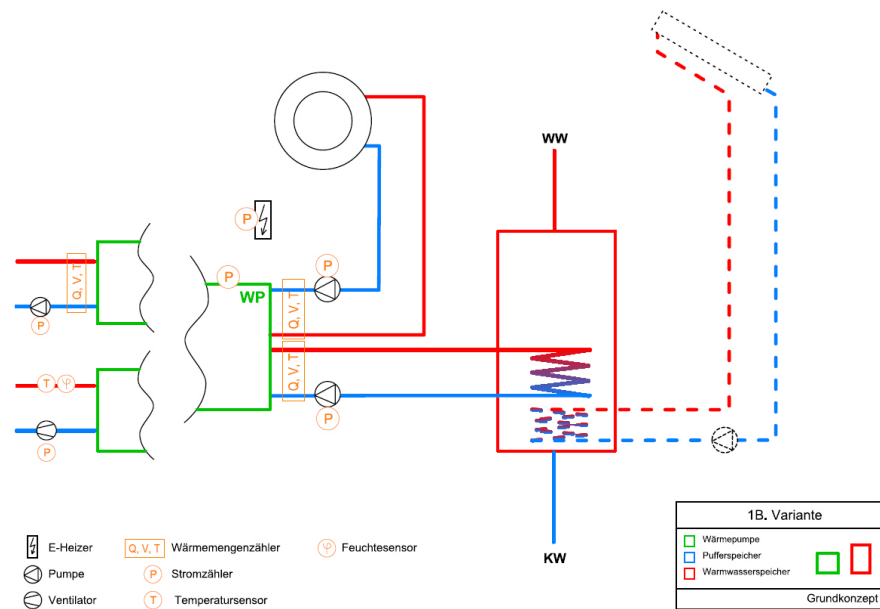 WW
P
P
P
WP
Q, V, T
Q, V, T
P
Q, V, T
T φ
P
P
KW
E-Heizer
Q, V, T Wärmemengenzähler
φ Feuchtesensor
Pumpe
P Stromzähler
Ventilator
T Temperatursensor
1B. Variante
Wärmepumpe
Pufferspeicher
Warmwasserspeicher
Grundkonzept